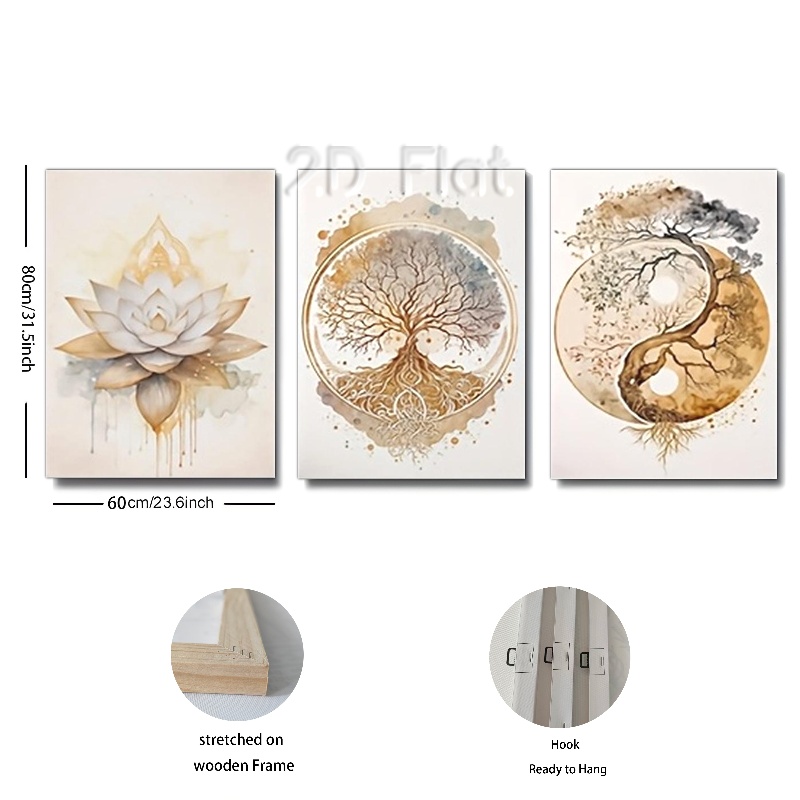 2D Flat
80cm/31.5inch
60cm/23.6inch
stretched on
wooden Frame
Hook
Ready to Hang